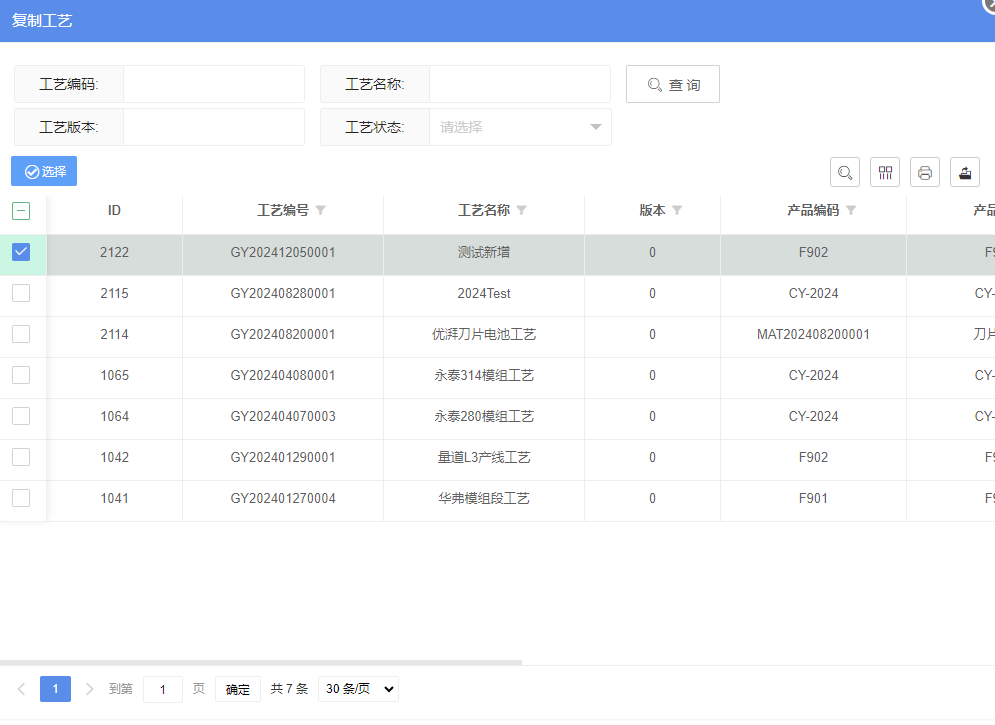 复制工艺
工艺编码: 工艺名称: 查 询
工艺版本: 工艺状态: 请选择
选择
ID 工艺编号 工艺名称 版本 产品编码 产品
2122 GY202412050001 测试新增 0 F902 F9
2115 GY202408280001 2024Test 0 CY-2024 CY-
2114 GY202408200001 优湃刀片电池工艺 0 MAT202408200001 刀片
1065 GY202404080001 永泰314模组工艺 0 CY-2024 CY-
1064 GY202404070003 永泰280模组工艺 0 CY-2024 CY-
1042 GY202401290001 量道L3产线工艺 0 F902 F9
1041 GY202401270004 华弗模组段工艺 0 F901 F9
1 到第 1 页 确定 共 7 条 30 条/页